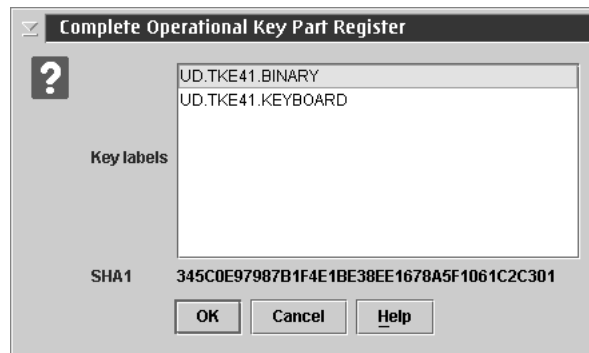 Complete Operational Key Part Register
?
UD.TKE41.BINARY
UD.TKE41.KEYBOARD
Key labels
SHA1 345C0E97987B1F4E1BE38EE1678A5F1061C2C301
OK Cancel Help